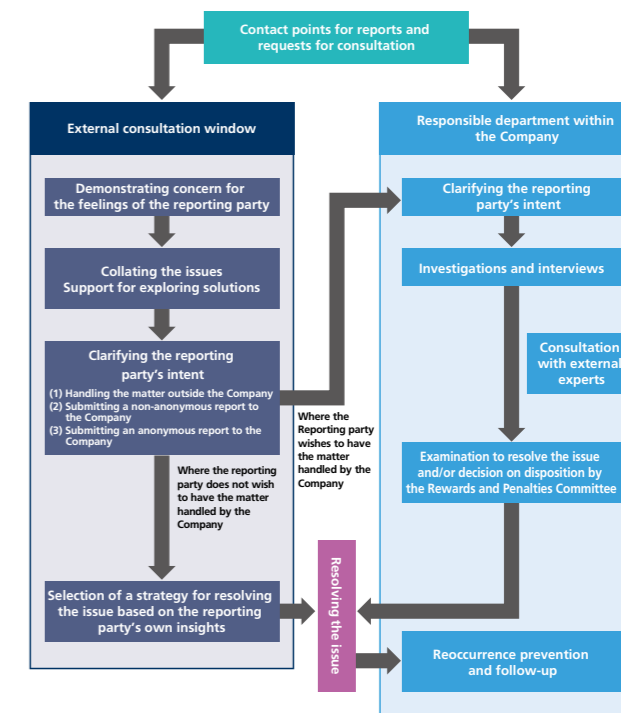 Contact points for reports and
requests for consultation
External consultation window
Demonstrating concern for
the feelings of the reporting party
Collating the issues
Support for exploring solutions
Clarifying the reporting
party's intent
(1) Handling the matter outside the Company
(2) Submitting a non-anonymous report to
the Company
(3) Submitting an anonymous report to the
Company
Where the reporting
party does not wish
to have the matter
handled by the
Company
Selection of a strategy for resolving
the issue based on the reporting
party's own insights
Where the
Reporting party
wishes to have
the matter
handled by the
Company
Responsible department within
the Company
Clarifying the reporting
party's intent
Investigations and interviews
Consultation
with external
experts
Examination to resolve the issue
and/or decision on disposition by
the Rewards and Penalties Committee
Resolving the issue
Reoccurrence prevention
and follow-up